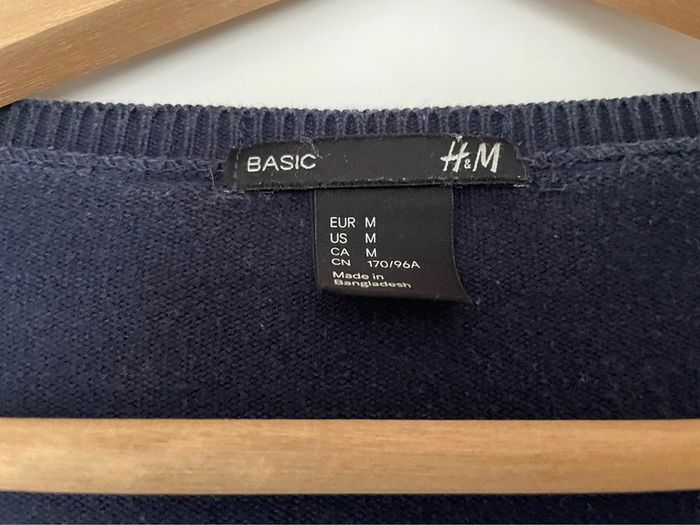 BASIC H&M
EUR M
US M
CA M
CN 170/96A
Made in
Bangladesh